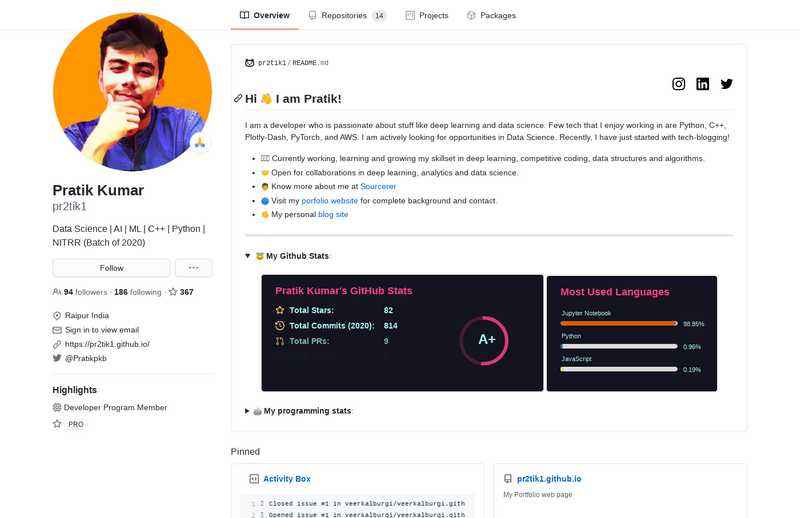 Overview
Repositories 14
Projects
Packages
pr2tik1/README.md
Hi 👋 I am Pratik!
I am a developer who is passionate about stuff like deep learning and data science. Few tech that I enjoy working in are Python, C++,
Plotly-Dash, PyTorch, and AWS. I am actively looking for opportunities in Data Science. Recently, I have just started with tech-blogging!
Currently working, learning and growing my skillset in deep learning, competitive coding, data structures and algorithms.
Open for collaborations in deep learning, analytics and data science.
Know more about me at Sourcerer
Visit my porfolio website for complete background and contact.
My personal blog site
My Github Stats:
Pratik Kumar's GitHub Stats
Total Stars: 82
Total Commits (2020): 814
Total PRs: 9
A+
Most Used Languages
Jupyter Notebook
98.85%
Python
0.96%
JavaScript
0.19%
My programming stats:
Pratik Kumar
pr2tik1
Data Science | AI | ML | C++ | Python |
NITRR (Batch of 2020)
Follow
94 followers · 186 following · 367
Raipur India
Sign in to view email
https://pr2tik1.github.io/
@Pratikpkb
Highlights
Developer Program Member
PRO
Pinned
Activity Box
1 Closed issue #1 in veerkalburgi/veerkalburgi.gith
2 Opened issue #1 in veerkalburgi/veerkalburgi.gith
pr2tik1.github.io
My Portfolio web page